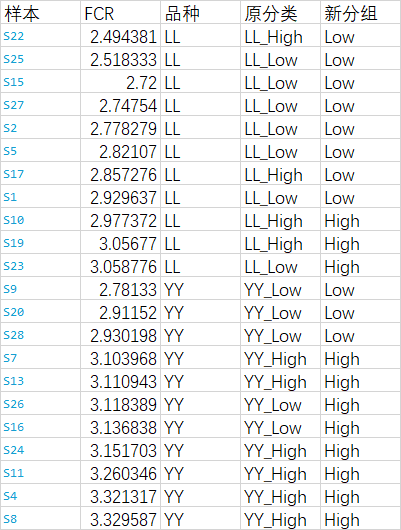 样本 FCR 品种 原分类 新分组
S22 2.494381 LL LL_High Low
S25 2.518333 LL LL_Low Low
S15 2.72 LL LL_Low Low
S27 2.74754 LL LL_Low Low
S2 2.778279 LL LL_Low Low
S5 2.82107 LL LL_Low Low
S17 2.857276 LL LL_High Low
S1 2.929637 LL LL_Low Low
S10 2.977372 LL LL_High High
S19 3.05677 LL LL_High High
S23 3.058776 LL LL_Low High
S9 2.78133 YY YY_Low Low
S20 2.91152 YY YY_Low Low
S28 2.930198 YY YY_Low Low
S7 3.103968 YY YY_High High
S13 3.110943 YY YY_High High
S26 3.118389 YY YY_Low High
S16 3.136838 YY YY_Low High
S24 3.151703 YY YY_High High
S11 3.260346 YY YY_High High
S4 3.321317 YY YY_High High
S8 3.329587 YY YY_High High